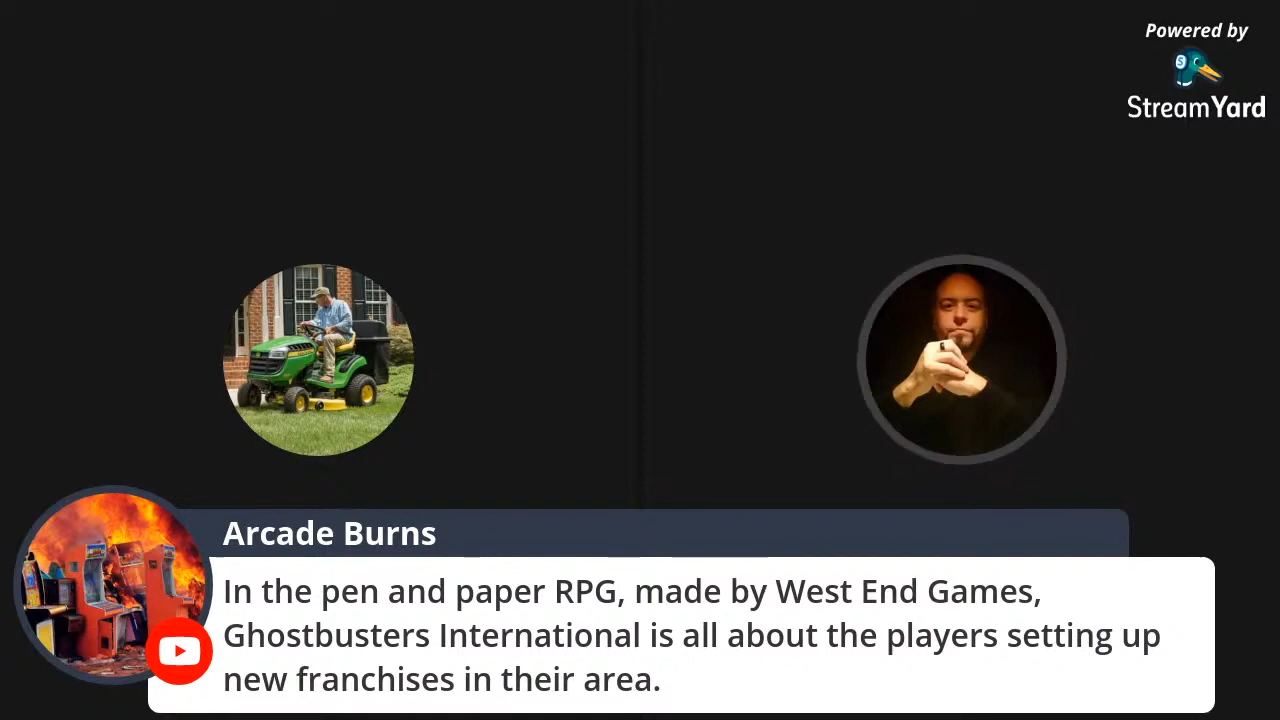 Powered by
StreamYard
Arcade Burns
In the pen and paper RPG, made by West End Games,
Ghostbusters International is all about the players setting up
new franchises in their area.